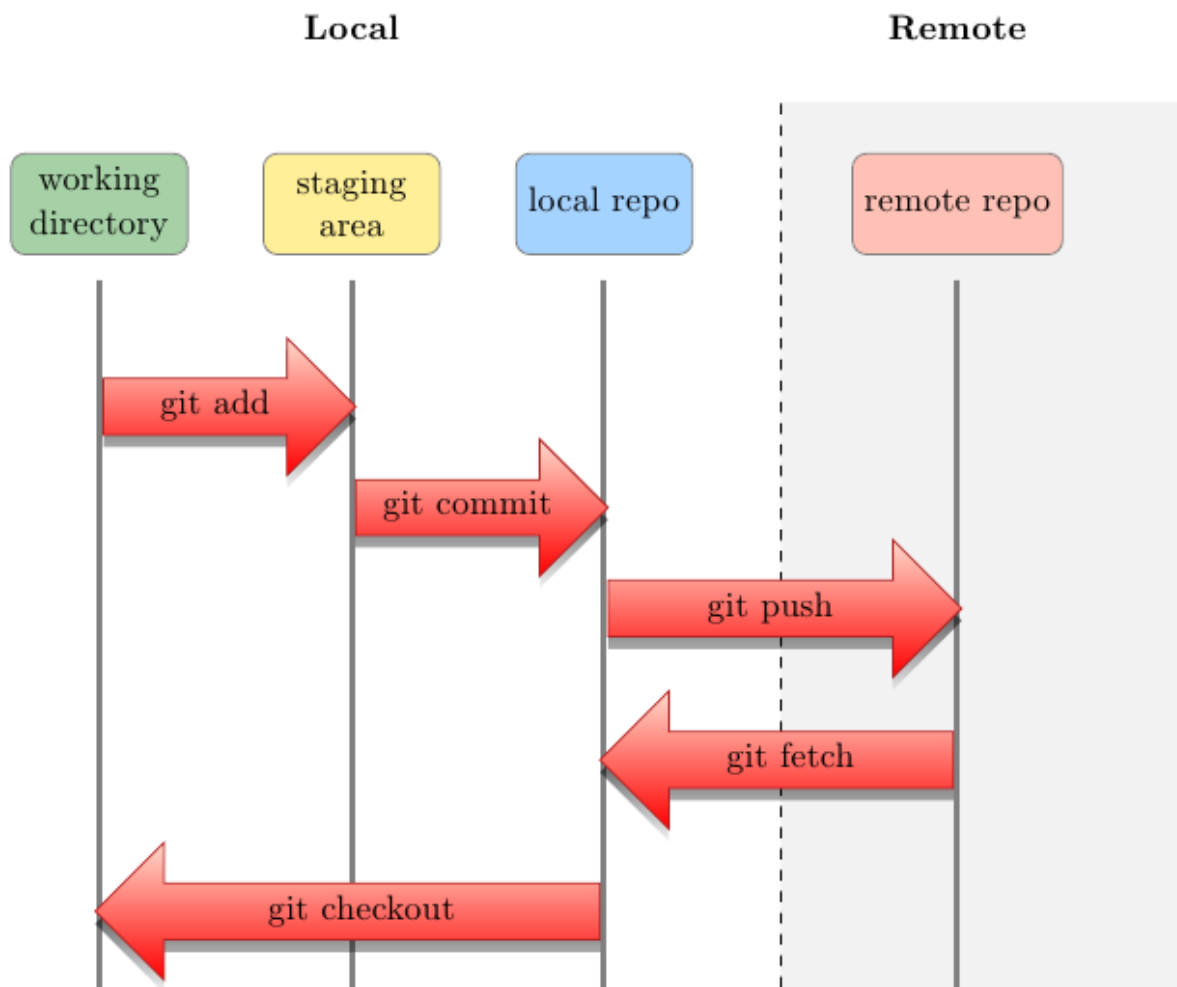 Local
Remote
working
directory
staging
area
local repo
remote repo
git add
git commit
git push
git fetch
git checkout